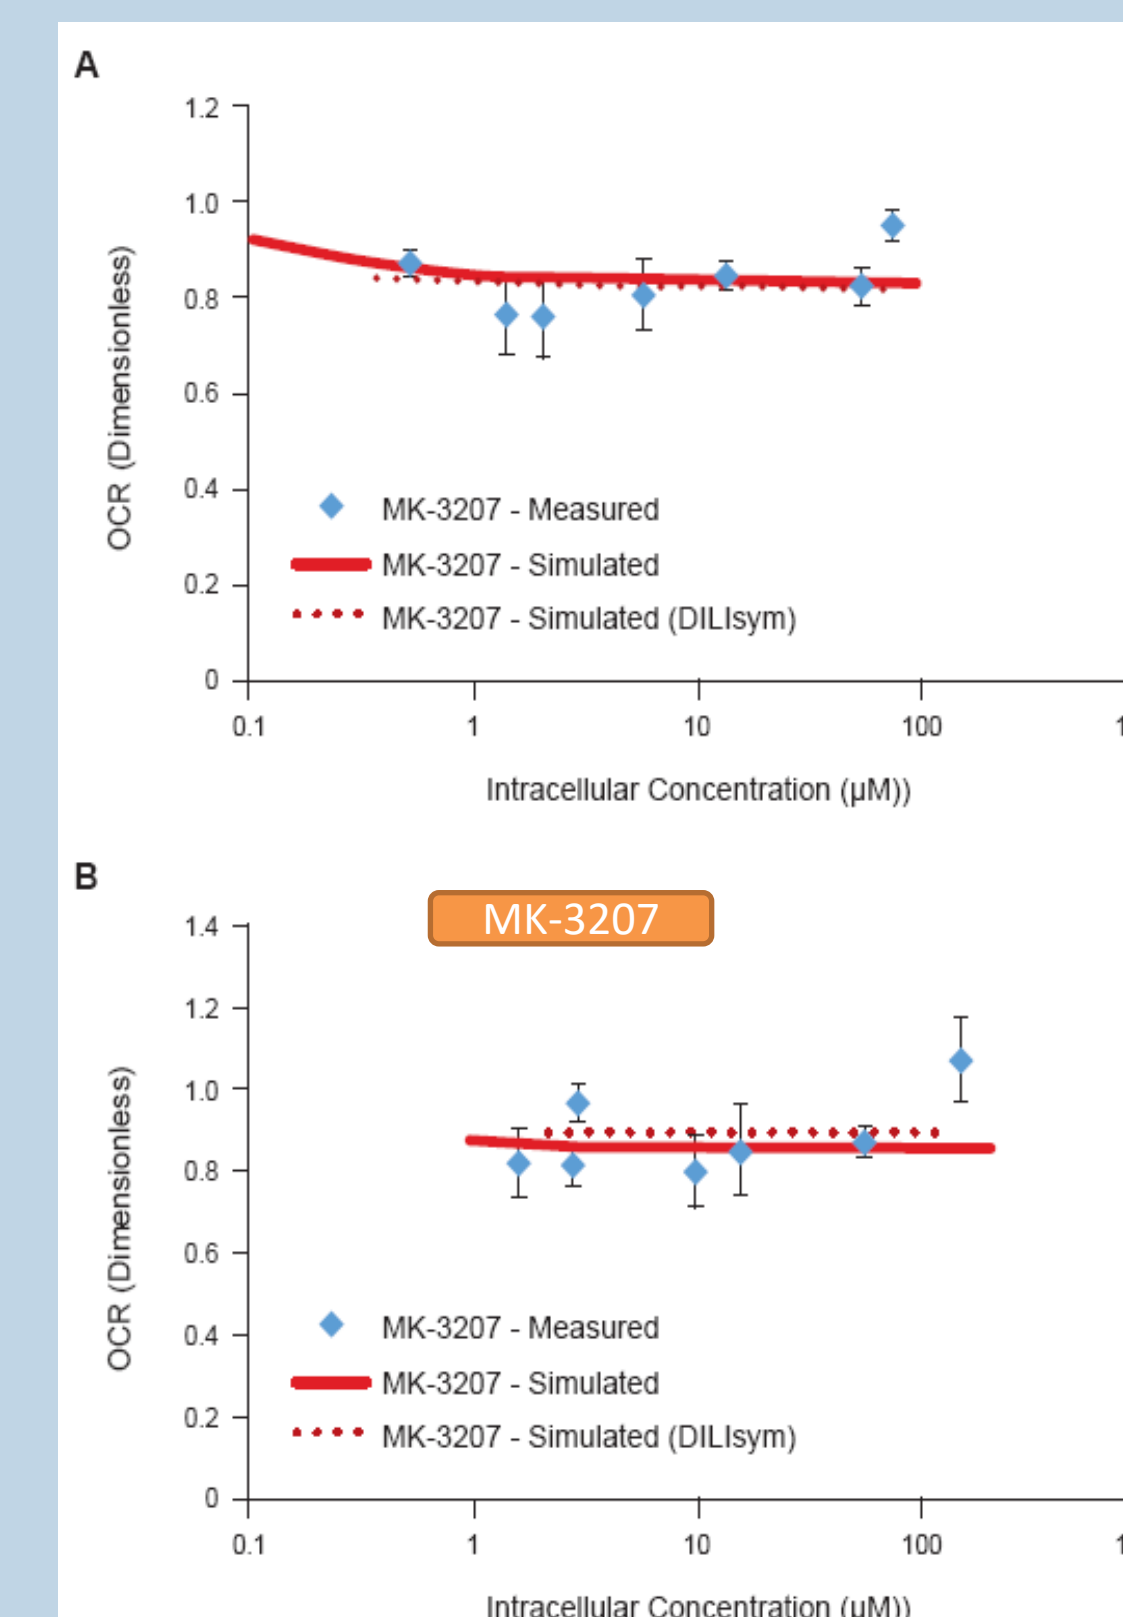 A
1.2
1.0
0.8
0.6
0.4
0.2
0
OCR (Dimensionless)
MK-3207 - Measured
MK-3207 - Simulated
MK-3207 - Simulated (DILIsym)
0.1 1 10 100
Intracellular Concentration (µM))
B
MK-3207
1.4
1.2
1.0
0.8
0.6
0.4
0.2
0
OCR (Dimensionless)
MK-3207 - Measured
MK-3207 - Simulated
MK-3207 - Simulated (DILIsym)
0.1 1 10 100
Intracellular Concentration (µM))